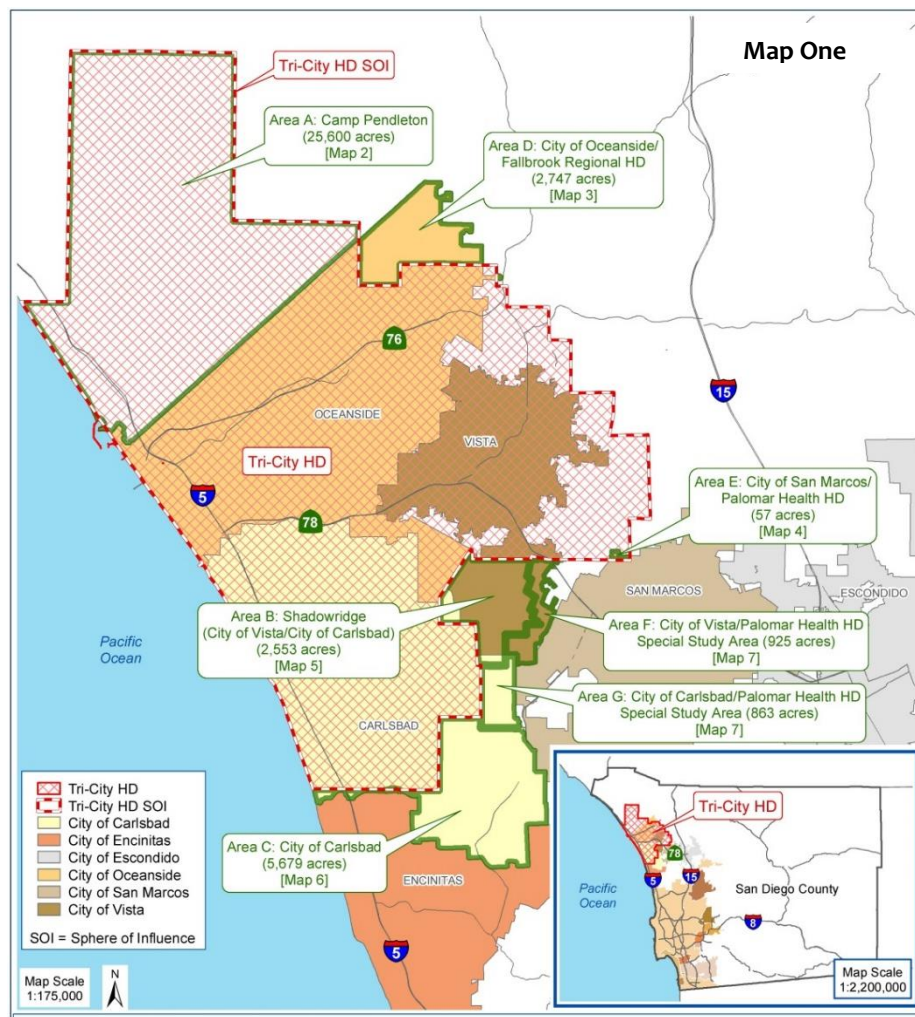 Map One
Tri-City HD SOI
Area A: Camp Pendleton
(25,600 acres)
[Map 2]
Area D: City of Oceanside/
Fallbrook Regional HD
(2,747 acres)
[Map 3]
76
15
OCEANSIDE
VISTA
Tri-City HD
5
78
Area E: City of San Marcos/
Palomar Health HD
(57 acres)
[Map 4]
SAN MARCOS
ESCONDIDO
Area B: Shadowridge
(City of Vista/City of Carlsbad)
(2,553 acres)
[Map 5]
Area F: City of Vista/Palomar Health HD
Special Study Area (925 acres)
[Map 7]
Pacific
Ocean
Area G: City of Carlsbad/Palomar Health HD
Special Study Area (863 acres)
[Map 7]
CARLSBAD
Tri-City HD
Tri-City HD SOI
City of Carlsbad
City of Encinitas
City of Escondido
City of Oceanside
City of San Marcos
City of Vista
SOI = Sphere of Influence
Map Scale
1:175,000
N
Area C: City of Carlsbad
(5,679 acres)
[Map 6]
ENCINITAS
5
Tri-City HD
78
5
15
Pacific
Ocean
San Diego County
8
Map Scale
1:2,200,000